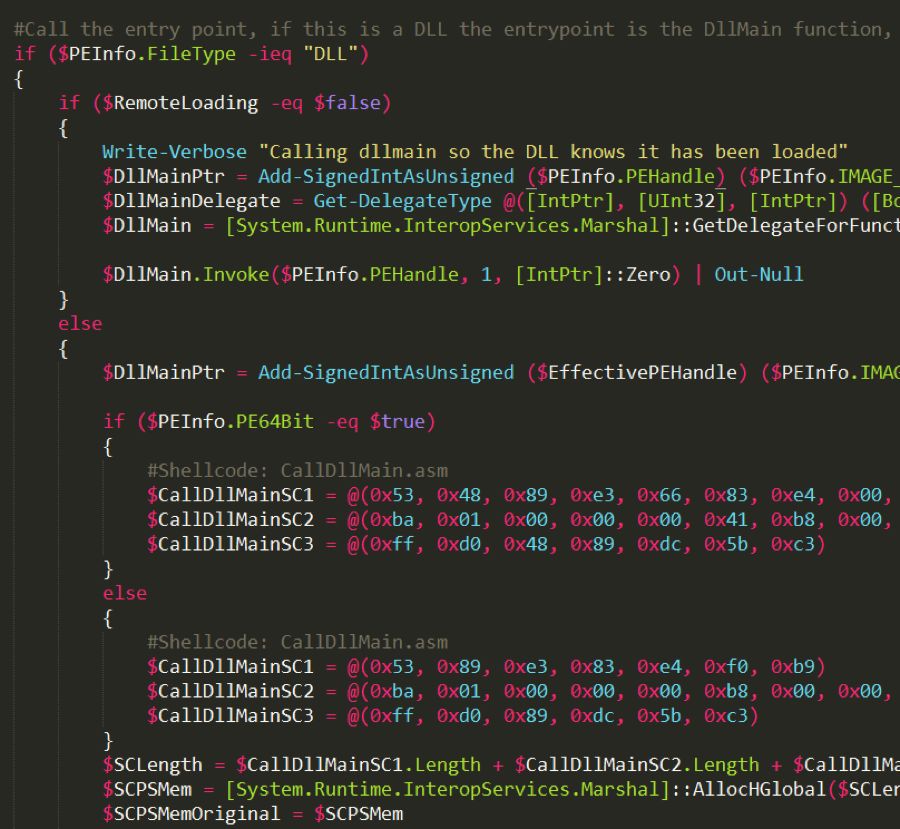 #Call the entry point, if this is a DLL the entrypoint is the DllMain function,
if ($PEInfo.FileType -ieq "DLL")
{
if ($RemoteLoading -eq $false)
{
Write-Verbose "Calling dllmain so the DLL knows it has been loaded"
$DllMainPtr = Add-SignedIntAsUnsigned ($PEInfo.PEHandle) ($PEInfo.IMAGE_
$DllMainDelegate = Get-DelegateType @([IntPtr], [UInt32], [IntPtr]) ([Bo
$DllMain = [System.Runtime.InteropServices.Marshal]::GetDelegateForFunct
$DllMain.Invoke($PEInfo.PEHandle, 1, [IntPtr]::Zero) | Out-Null
}
else
{
$DllMainPtr = Add-SignedIntAsUnsigned ($EffectivePEHandle) ($PEInfo.IMAG
if ($PEInfo.PE64Bit -eq $true)
{
#Shellcode: CallDllMain.asm
$CallDllMainSC1 = @(0x53, 0x48, 0x89, 0xe3, 0x66, 0x83, 0xe4, 0x00,
$CallDllMainSC2 = @(0xba, 0x01, 0x00, 0x00, 0x00, 0x41, 0xb8, 0x00,
$CallDllMainSC3 = @(0xff, 0xd0, 0x48, 0x89, 0xdc, 0x5b, 0xc3)
}
else
{
#Shellcode: CallDllMain.asm
$CallDllMainSC1 = @(0x53, 0x89, 0xe3, 0x83, 0xe4, 0xf0, 0xb9)
$CallDllMainSC2 = @(0xba, 0x01, 0x00, 0x00, 0x00, 0xb8, 0x00, 0x00,
$CallDllMainSC3 = @(0xff, 0xd0, 0x89, 0xdc, 0x5b, 0xc3)
}
$SCLength = $CallDllMainSC1.Length + $CallDllMainSC2.Length + $CallDllMa
$SCPSMem = [System.Runtime.InteropServices.Marshal]::AllocHGlobal($SCLen
$SCPSMemOriginal = $SCPSMem